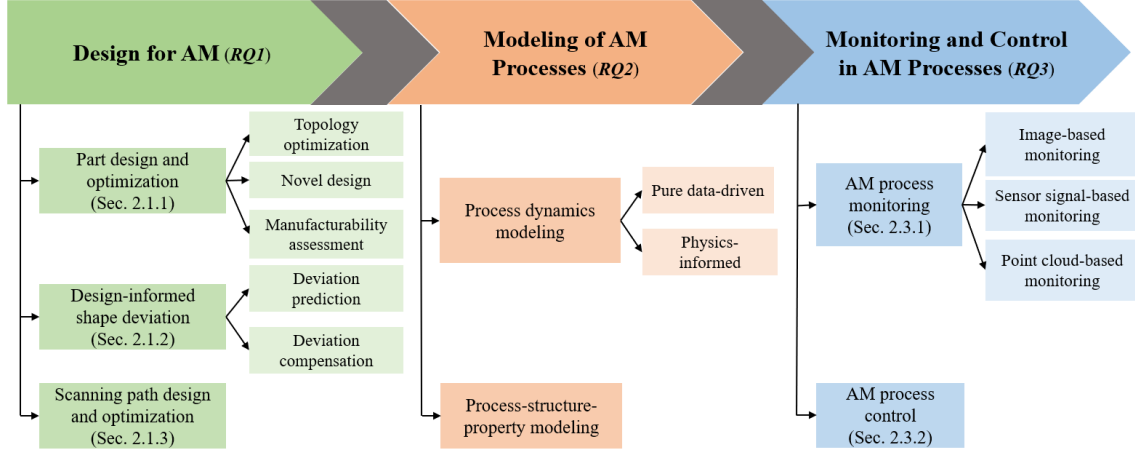 Design for AM (RQ1)
Modeling of AM
Processes (RQ2)
Monitoring and Control
in AM Processes (RQ3)
Part design and
optimization
(Sec. 2.1.1)
Topology
optimization
Novel design
Manufacturability
assessment
Design-informed
shape deviation
(Sec. 2.1.2)
Deviation
prediction
Deviation
compensation
Scanning path design
and optimization
(Sec. 2.1.3)
Process dynamics
modeling
Pure data-driven
Physics-
informed
Process-structure-
property modeling
AM process
monitoring
(Sec. 2.3.1)
Image-based
monitoring
Sensor signal-based
monitoring
Point cloud-based
monitoring
AM process
control
(Sec. 2.3.2)